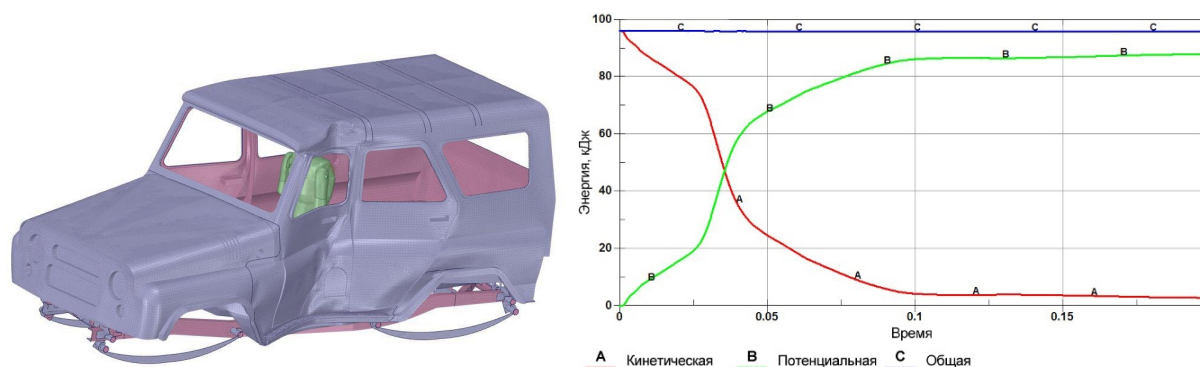 100
80
60
40
20
0
Энергия, кДж
C C C C C
B B B B B
A A A A
0 0.05 0.1 0.15
Время
A Кинетическая B Потенциальная C Общая